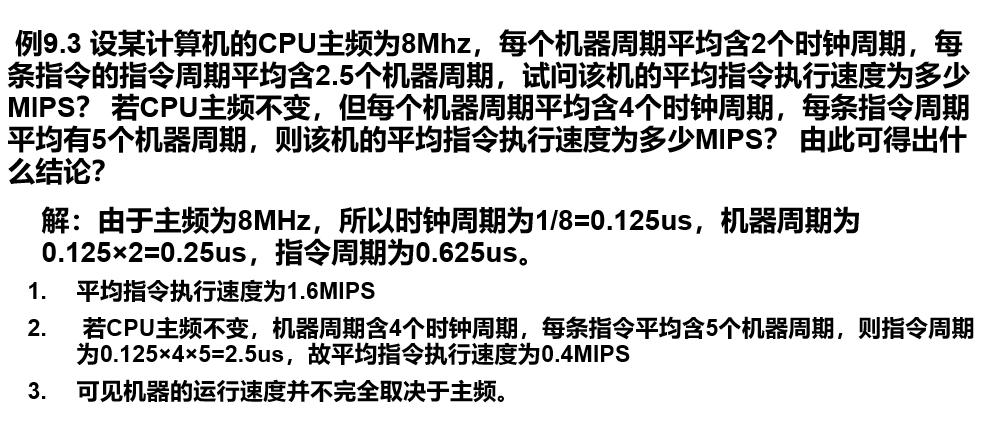 例9.3 设某计算机的CPU主频为8Mhz，每个机器周期平均含2个时钟周期，每
条指令的指令周期平均含2.5个机器周期，试问该机的平均指令执行速度为多少
MIPS？ 若CPU主频不变，但每个机器周期平均含4个时钟周期，每条指令周期
平均有5个机器周期，则该机的平均指令执行速度为多少MIPS？ 由此可得出什
么结论？
解：由于主频为8MHz，所以时钟周期为1/8=0.125us，机器周期为
0.125×2=0.25us，指令周期为0.625us。
1. 平均指令执行速度为1.6MIPS
2. 若CPU主频不变，机器周期含4个时钟周期，每条指令平均含5个机器周期，则指令周期
为0.125×4×5=2.5us，故平均指令执行速度为0.4MIPS
3. 可见机器的运行速度并不完全取决于主频。